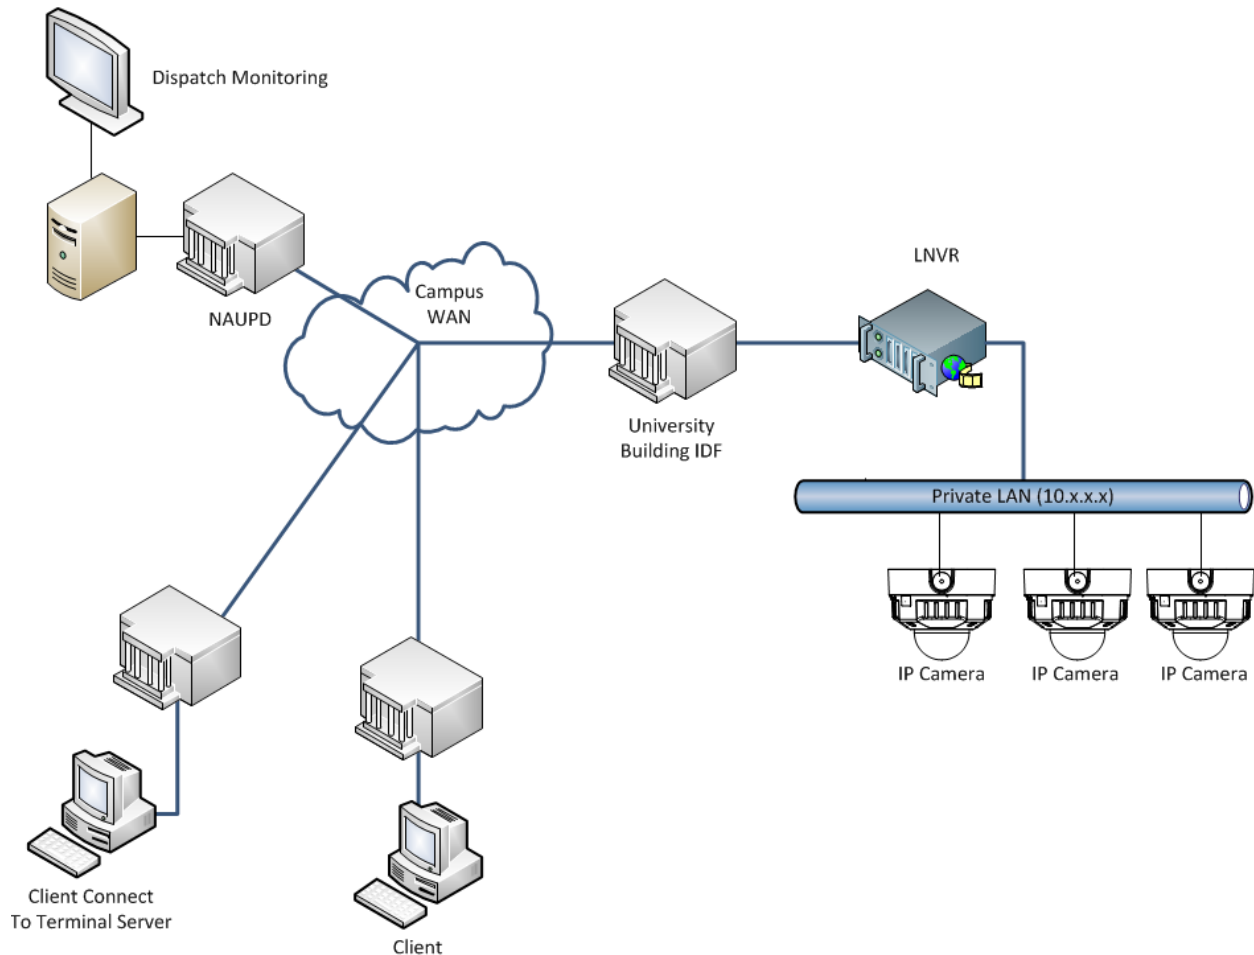 Dispatch Monitoring
NAUPD
Campus
WAN
LNVR
University
Building IDF
Private LAN (10.x.x.x)
IP Camera
IP Camera
IP Camera
Client Connect
To Terminal Server
Client